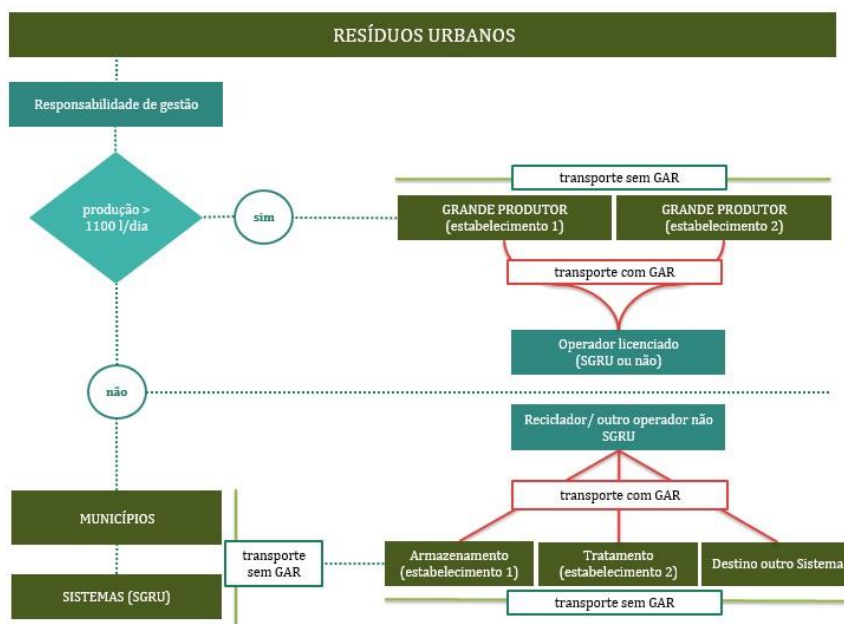 RESÍDUOS URBANOS
Responsabilidade de gestão
produção >
1100 l/dia
sim
transporte sem GAR
GRANDE PRODUTOR
(estabelecimento 1)
GRANDE PRODUTOR
(estabelecimento 2)
transporte com GAR
Operador licenciado
(SGRU ou não)
não
Reciclador/ outro operador não
SGRU
transporte com GAR
MUNICÍPIOS
SISTEMAS (SGRU)
transporte
sem GAR
Armazenamento
(estabelecimento 1)
Tratamento
(estabelecimento 2)
Destino outro Sistema
transporte sem GAR